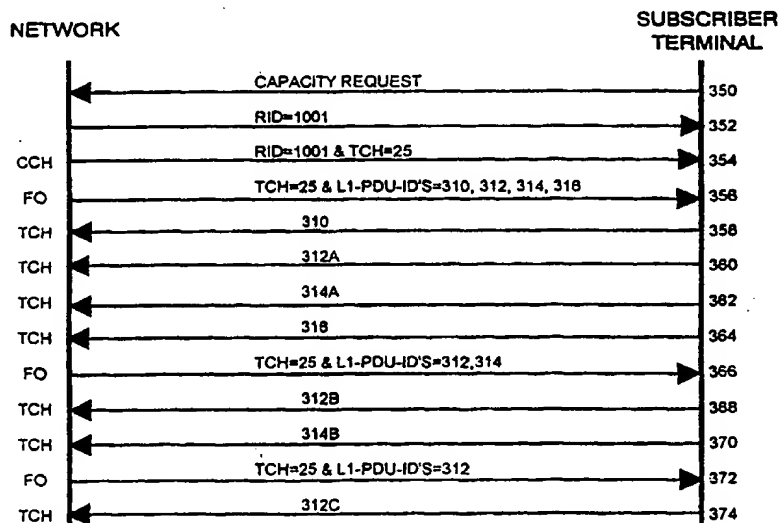 NETWORK
SUBSCRIBER
TERMINAL
CAPACITY REQUEST 350
RID=1001 352
CCH RID=1001 & TCH=25 354
FO TCH=25 & L1-PDU-ID'S=310, 312, 314, 316 356
TCH 310 358
TCH 312A 360
TCH 314A 362
TCH 316 364
FO TCH=25 & L1-PDU-ID'S=312,314 366
TCH 312B 368
TCH 314B 370
FO TCH=25 & L1-PDU-ID'S=312 372
TCH 312C 374